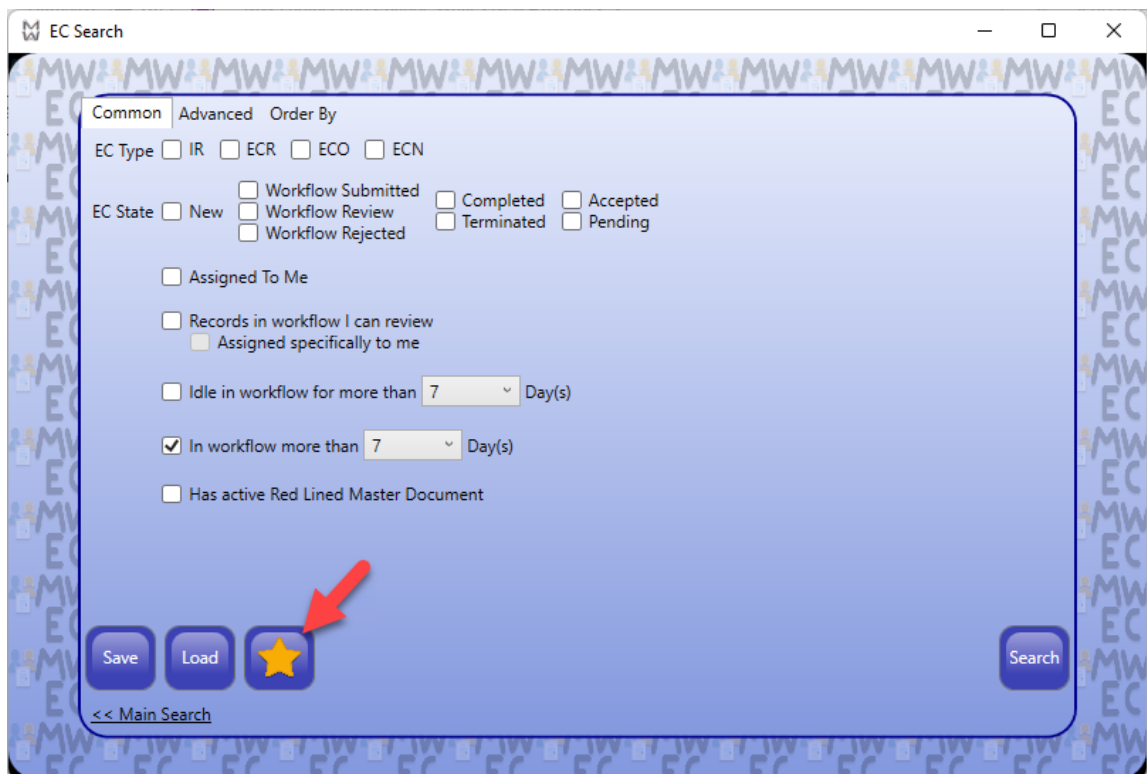 EC Search
Common Advanced Order By
EC Type IR ECR ECO ECN
Workflow Submitted
EC State New Workflow Review Completed Accepted
Workflow Rejected Terminated Pending
Assigned To Me
Records in workflow I can review
Assigned specifically to me
Idle in workflow for more than 7 Day(s)
In workflow more than 7 Day(s)
Has active Red Lined Master Document
Save Load Search
<< Main Search